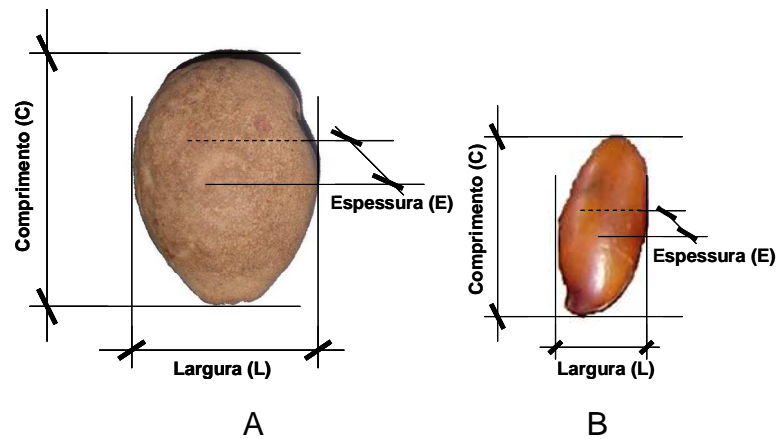 Comprimento (C)
Espessura (E)
Largura (L)
A
Comprimento (C)
Espessura (E)
Largura (L)
B